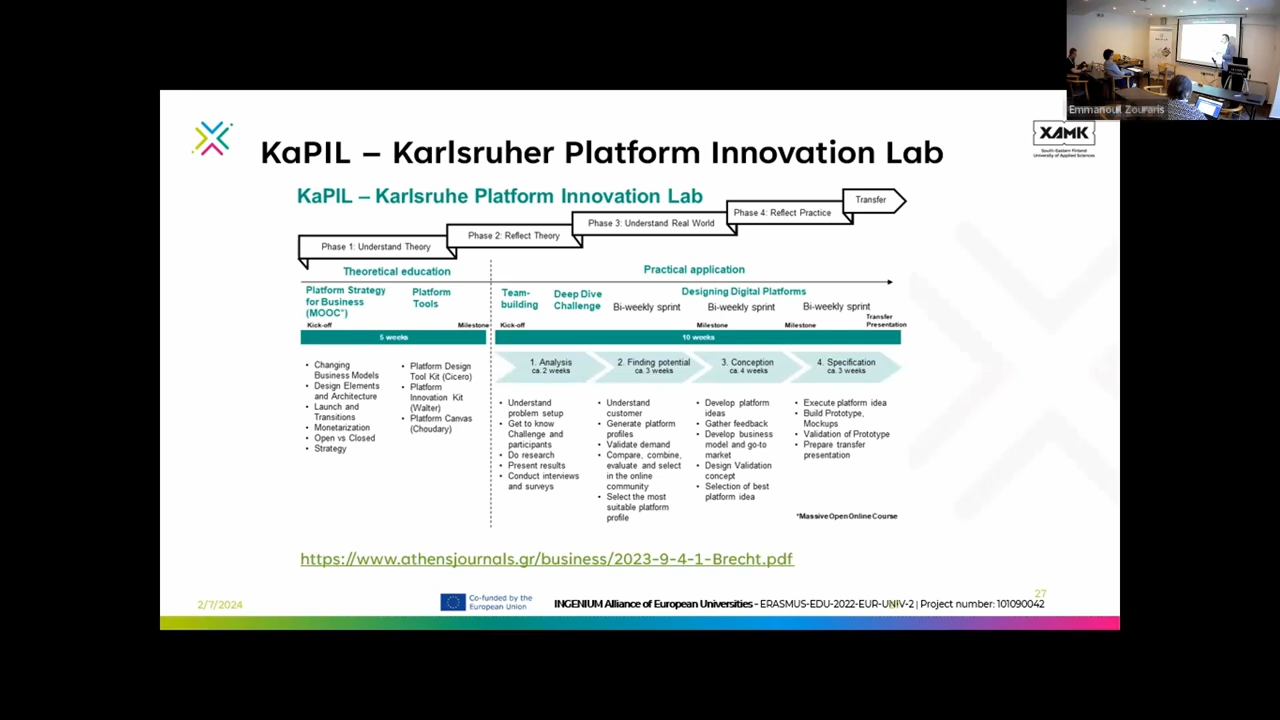 Emmanouil Zouraris
XAMK
South-Eastern Finland
University of Applied Sciences
KaPIL – Karlsruher Platform Innovation Lab
KaPIL – Karlsruhe Platform Innovation Lab
Transfer
Phase 4: Reflect Practice
Phase 3: Understand Real World
Phase 2: Reflect Theory
Phase 1: Understand Theory
Theoretical education
Practical application
Platform Strategy
for Business
(MOOC*)
Platform
Tools
Team-
building
Deep Dive
Challenge
Designing Digital Platforms
Bi-weekly sprint
Bi-weekly sprint
Bi-weekly sprint
Kick-off
Milestone
Kick-off
Milestone
Milestone
Transfer
Presentation
5 weeks
10 weeks
1. Analysis
ca. 2 weeks
2. Finding potential
ca. 3 weeks
3. Conception
ca. 4 weeks
4. Specification
ca. 3 weeks
• Changing
Business Models
• Design Elements
and Architecture
• Launch and
Transitions
• Monetarization
• Open vs Closed
• Strategy
• Platform Design
Tool Kit (Cicero)
• Platform
Innovation Kit
(Walter)
• Platform Canvas
(Choudary)
• Understand
problem setup
• Get to know
Challenge and
participants
• Do research
• Present results
• Conduct interviews
and surveys
• Understand
customer
• Generate platform
profiles
• Validate demand
• Compare, combine,
evaluate and select
in the online
community
• Select the most
suitable platform
profile
• Develop platform
ideas
• Gather feedback
• Develop business
model and go-to
market
• Design Validation
concept
• Selection of best
platform idea
• Execute platform idea
• Build Prototype,
Mockups
• Validation of Prototype
• Prepare transfer
presentation
*Massive Open Online Course
https://www.athensjournals.gr/business/2023-9-4-1-Brecht.pdf
2/7/2024
Co-funded by the
European Union
INGENIUM Alliance of European Universities - ERASMUS-EDU-2022-EUR-UNIV-2 | Project number: 101090042
27